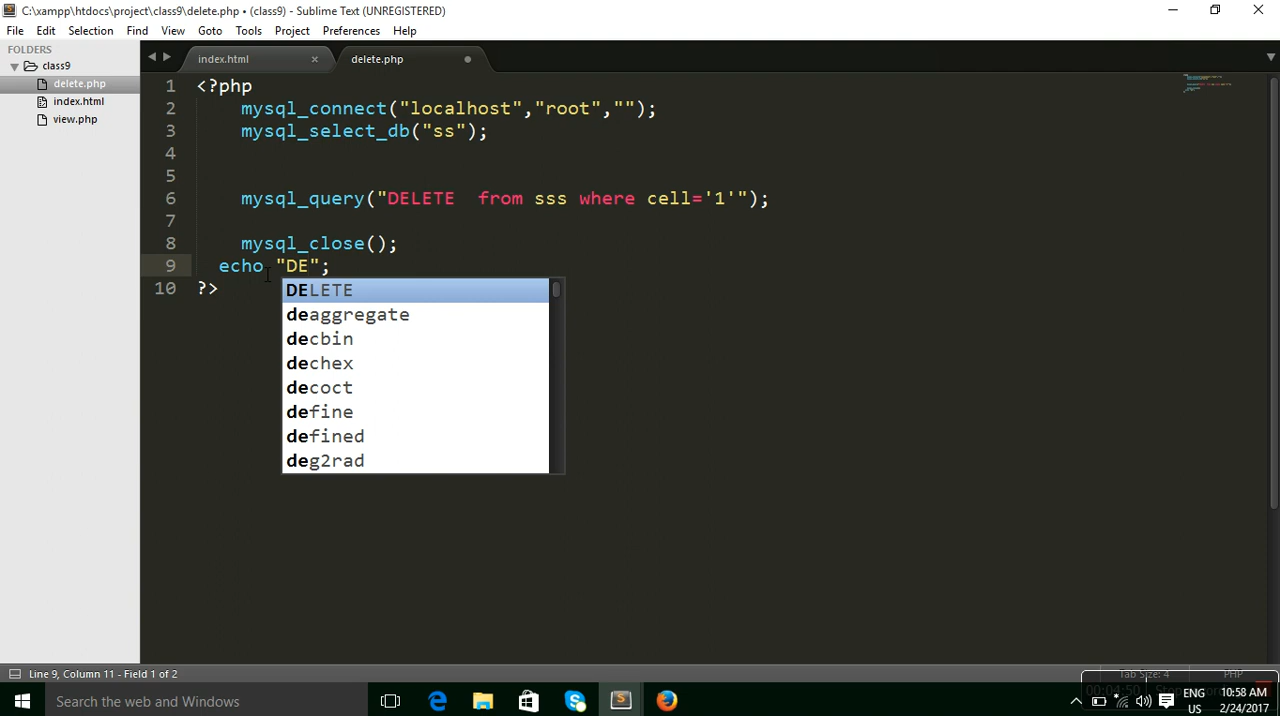 C:\xampp\htdocs\project\class9\delete.php • (class9) - Sublime Text (UNREGISTERED)
File Edit Selection Find View Goto Tools Project Preferences Help
FOLDERS
class9
delete.php
index.html
view.php
index.html × delete.php
1 <?php
2 mysql_connect("localhost","root","");
3 mysql_select_db("ss");
4
5
6 mysql_query("DELETE  from sss where cell='1'");
7
8 mysql_close();
9 echo "DE";
10 ?>
DELETE
deaggregate
decbin
dechex
decoct
define
defined
deg2rad
Line 9, Column 11 - Field 1 of 2
Tab Size: 4 PHP
00:04:50
Search the web and Windows
ENG 10:58 AM
US 2/24/2017